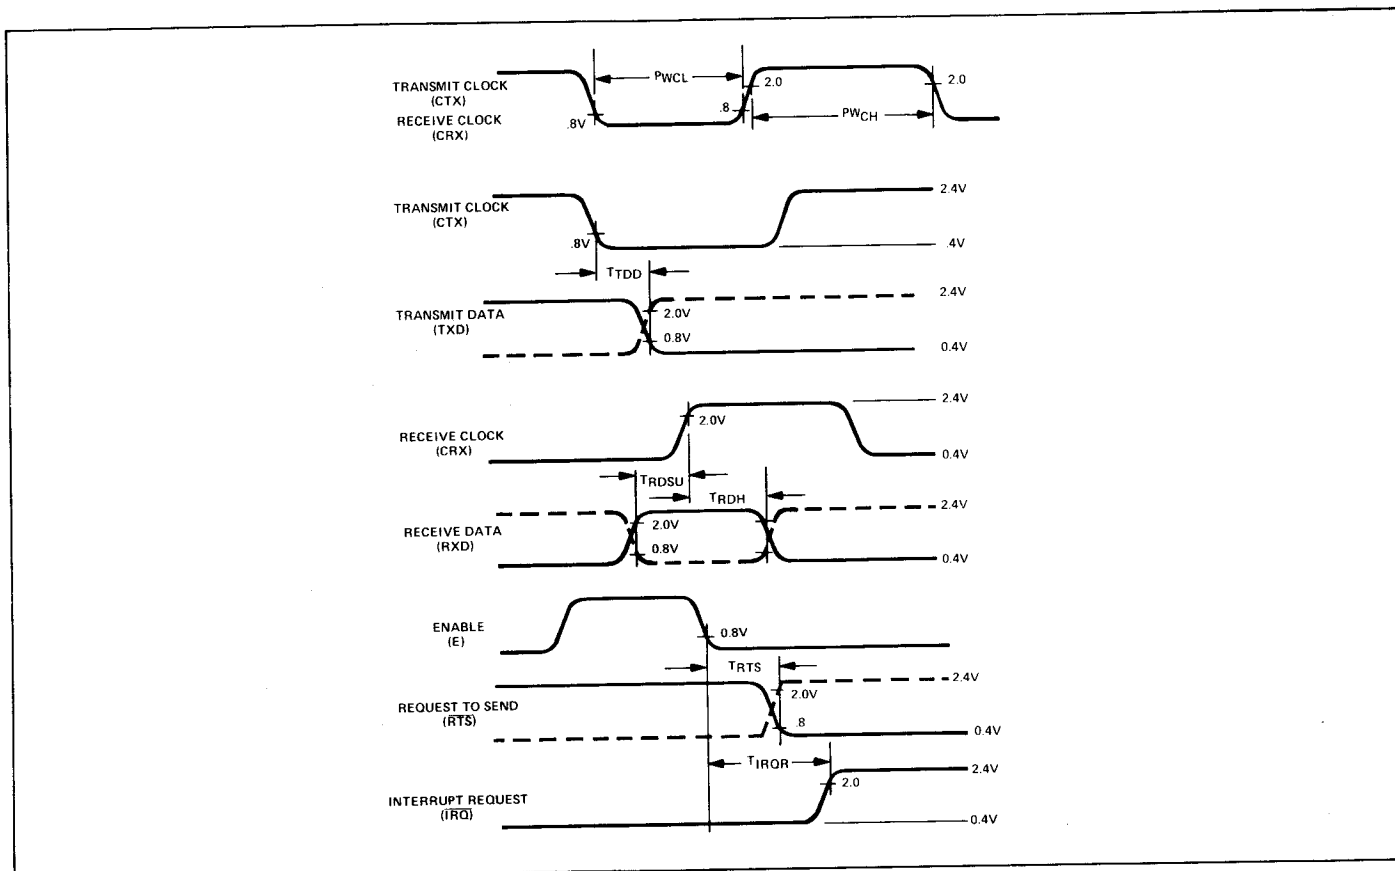 TRANSMIT CLOCK
(CTX)
RECEIVE CLOCK
(CRX)
PWCL
.8V
.8
2.0
2.0
PWCH
TRANSMIT CLOCK
(CTX)
.8V
2.4V
.4V
TTDD
TRANSMIT DATA
(TXD)
2.0V
0.8V
2.4V
0.4V
RECEIVE CLOCK
(CRX)
2.0V
2.4V
0.4V
TRDSU
TRDH
RECEIVE DATA
(RXD)
2.0V
0.8V
2.4V
0.4V
ENABLE
(E)
0.8V
TRTS
REQUEST TO SEND
(RTS)
2.0V
.8
2.4V
0.4V
TIRQR
INTERRUPT REQUEST
(IRQ)
2.0
2.4V
0.4V